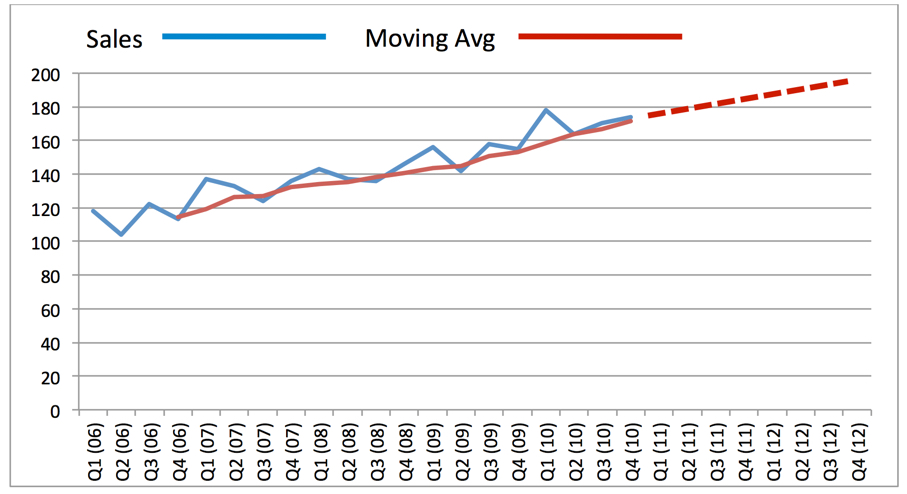 Sales
Moving Avg
200
180
160
140
120
100
80
60
40
20
0
Q1 (06)
Q2 (06)
Q3 (06)
Q4 (06)
Q1 (07)
Q2 (07)
Q3 (07)
Q4 (07)
Q1 (08)
Q2 (08)
Q3 (08)
Q4 (08)
Q1 (09)
Q2 (09)
Q3 (09)
Q4 (09)
Q1 (10)
Q2 (10)
Q3 (10)
Q4 (10)
Q1 (11)
Q2 (11)
Q3 (11)
Q4 (11)
Q1 (12)
Q2 (12)
Q3 (12)
Q4 (12)